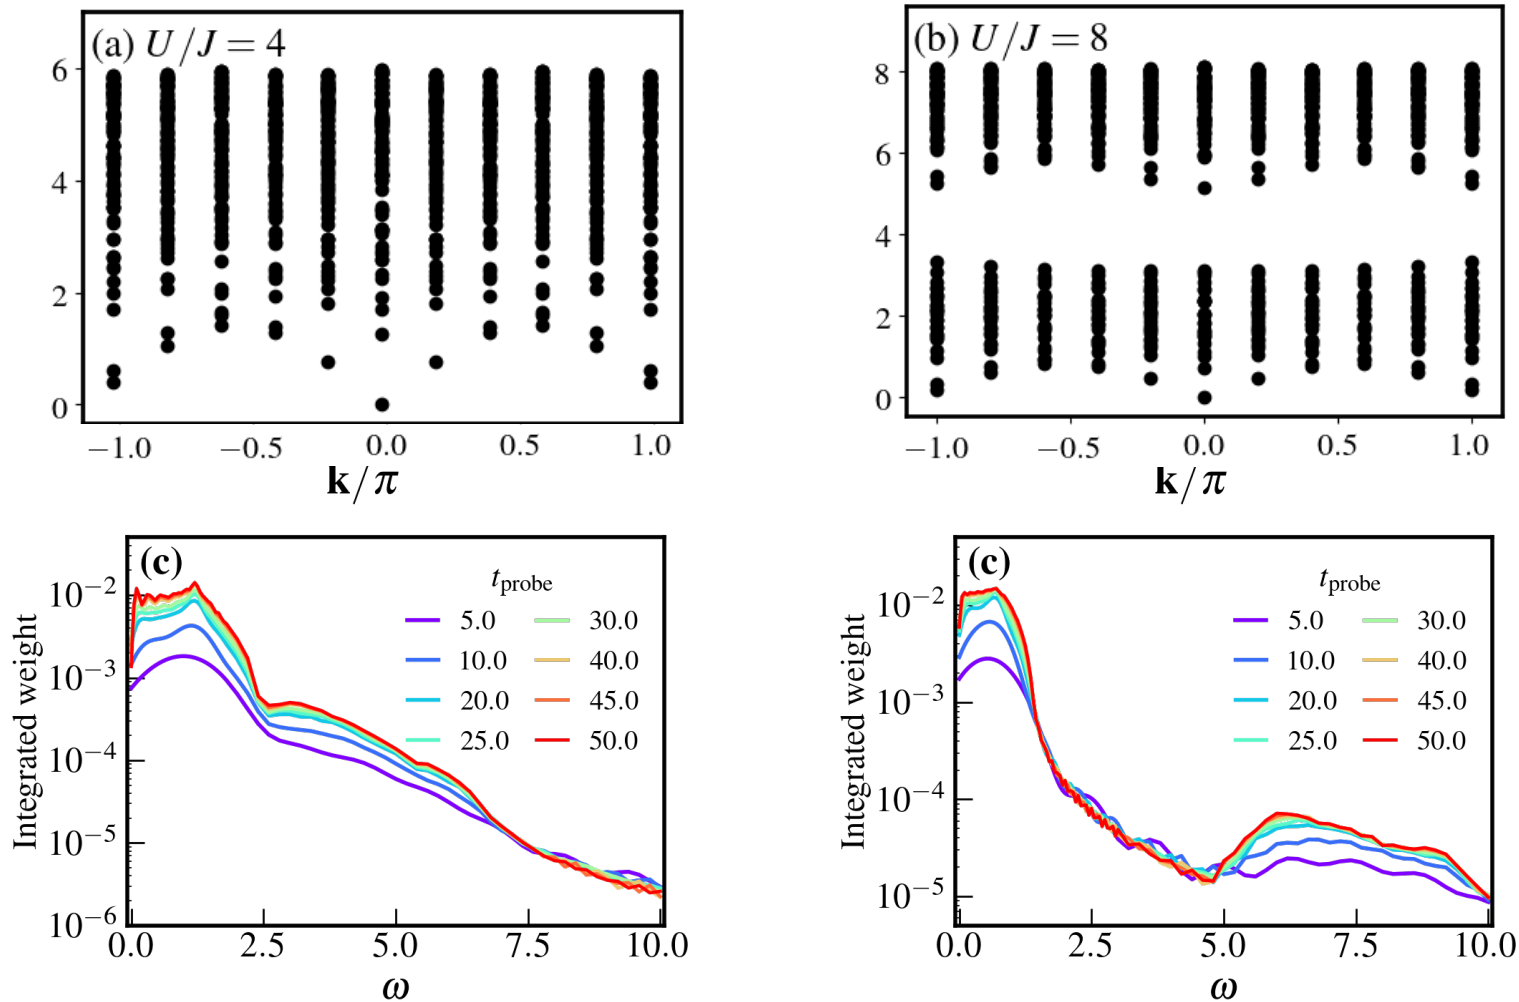 (a) U/J = 4
6
4
2
0
−1.0 −0.5 0.0 0.5 1.0
k/π
(b) U/J = 8
8
6
4
2
0
−1.0 −0.5 0.0 0.5 1.0
k/π
(c)
t_probe
5.0 30.0
10.0 40.0
20.0 45.0
25.0 50.0
Integrated weight
10⁻²
10⁻³
10⁻⁴
10⁻⁵
10⁻⁶
0.0 2.5 5.0 7.5 10.0
ω
(c)
t_probe
5.0 30.0
10.0 40.0
20.0 45.0
25.0 50.0
Integrated weight
10⁻²
10⁻³
10⁻⁴
10⁻⁵
0.0 2.5 5.0 7.5 10.0
ω